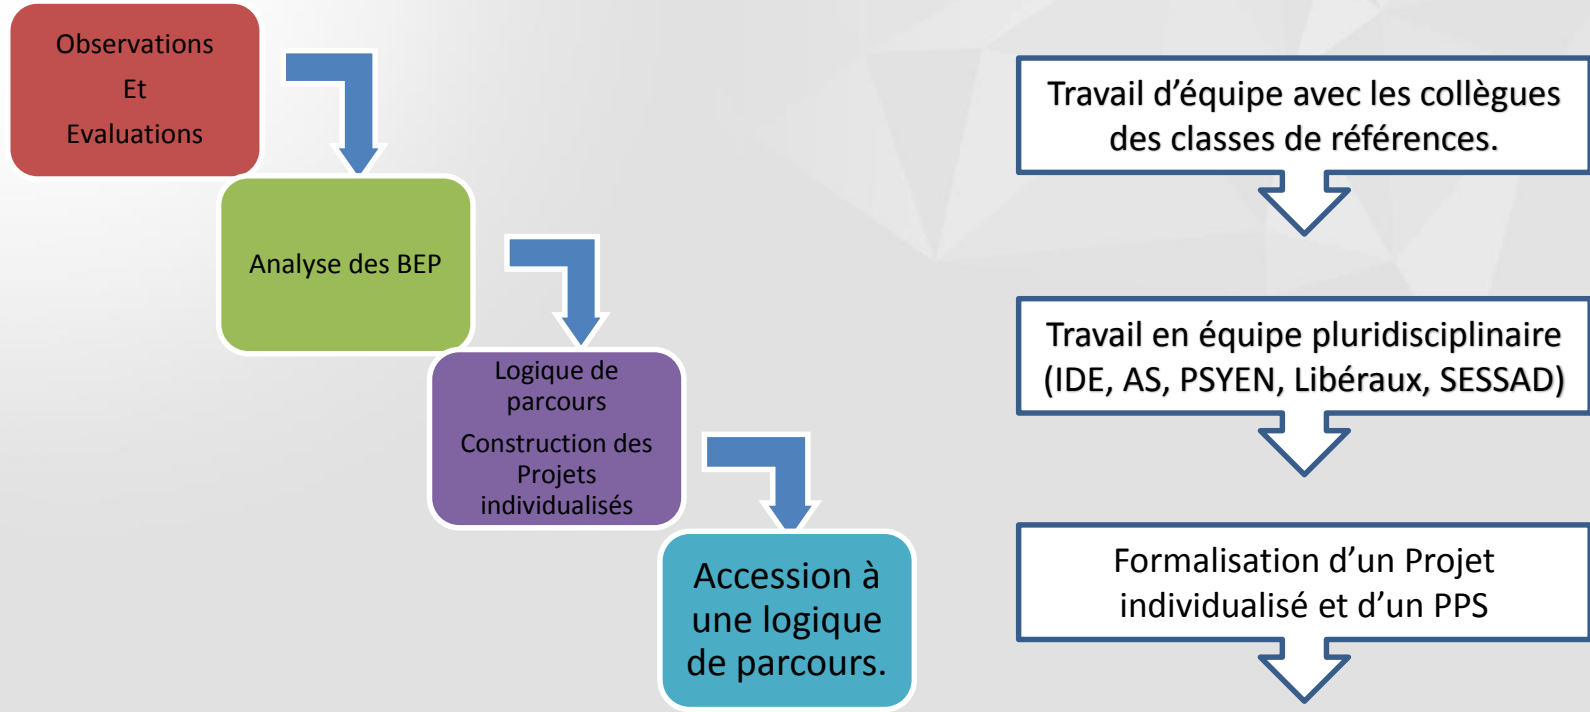 Observations
Et
Evaluations
Analyse des BEP
Logique de
parcours
Construction des
Projets
individualisés
Accession à
une logique
de parcours.
Travail d’équipe avec les collègues
des classes de références.
Travail en équipe pluridisciplinaire
(IDE, AS, PSYEN, Libéraux, SESSAD)
Formalisation d’un Projet
individualisé et d’un PPS